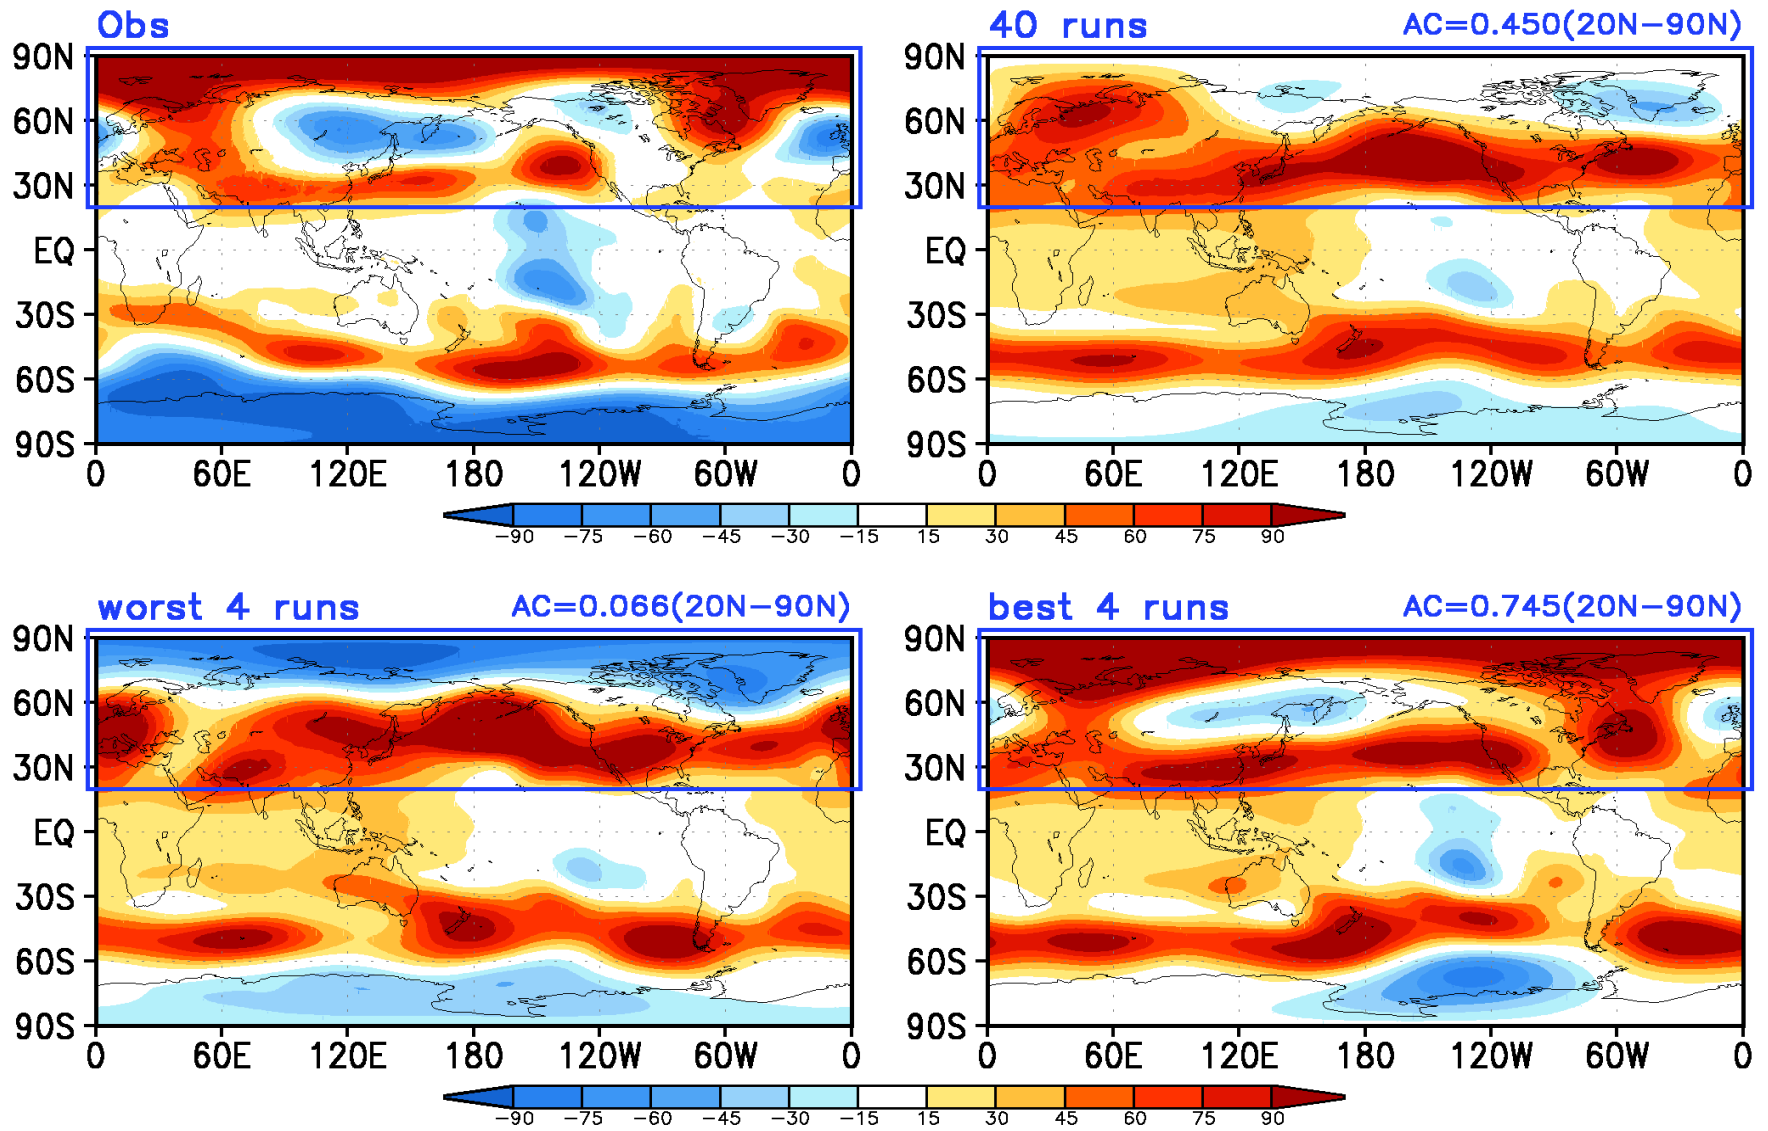 Obs
40 runs AC=0.450(20N−90N)
90N
60N
30N
EQ
30S
60S
90S
0 60E 120E 180 120W 60W 0
90N
60N
30N
EQ
30S
60S
90S
0 60E 120E 180 120W 60W 0
−90 −75 −60 −45 −30 −15 15 30 45 60 75 90
worst 4 runs AC=0.066(20N−90N)
best 4 runs AC=0.745(20N−90N)
90N
60N
30N
EQ
30S
60S
90S
0 60E 120E 180 120W 60W 0
90N
60N
30N
EQ
30S
60S
90S
0 60E 120E 180 120W 60W 0
−90 −75 −60 −45 −30 −15 15 30 45 60 75 90